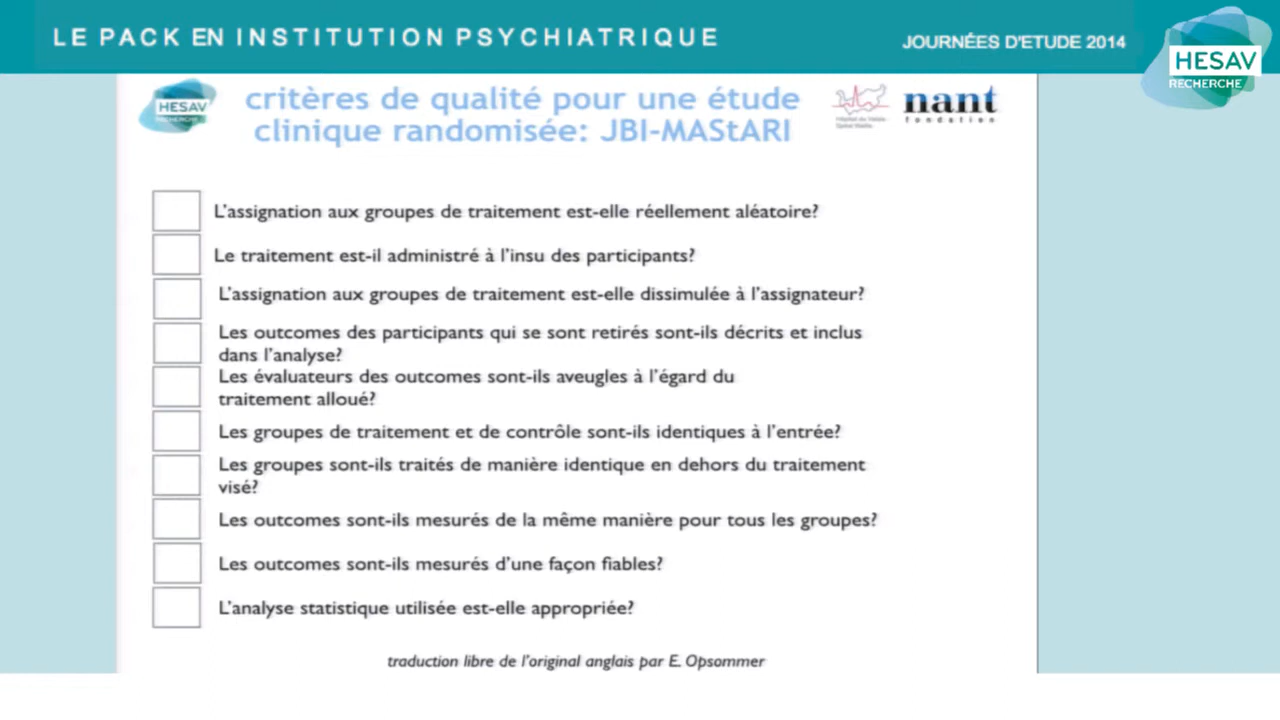 LE PACK EN INSTITUTION PSYCHIATRIQUE
JOURNÉES D'ETUDE 2014
HESAV
RECHERCHE
HESAV
RECHERCHE
critères de qualité pour une étude
clinique randomisée: JBI-MAStARI
nant
fondation
L'assignation aux groupes de traitement est-elle réellement aléatoire?
Le traitement est-il administré à l'insu des participants?
L'assignation aux groupes de traitement est-elle dissimulée à l'assignateur?
Les outcomes des participants qui se sont retirés sont-ils décrits et inclus
dans l'analyse?
Les évaluateurs des outcomes sont-ils aveugles à l'égard du
traitement alloué?
Les groupes de traitement et de contrôle sont-ils identiques à l'entrée?
Les groupes sont-ils traités de manière identique en dehors du traitement
visé?
Les outcomes sont-ils mesurés de la même manière pour tous les groupes?
Les outcomes sont-ils mesurés d'une façon fiables?
L'analyse statistique utilisée est-elle appropriée?
traduction libre de l'original anglais par E. Opsommer